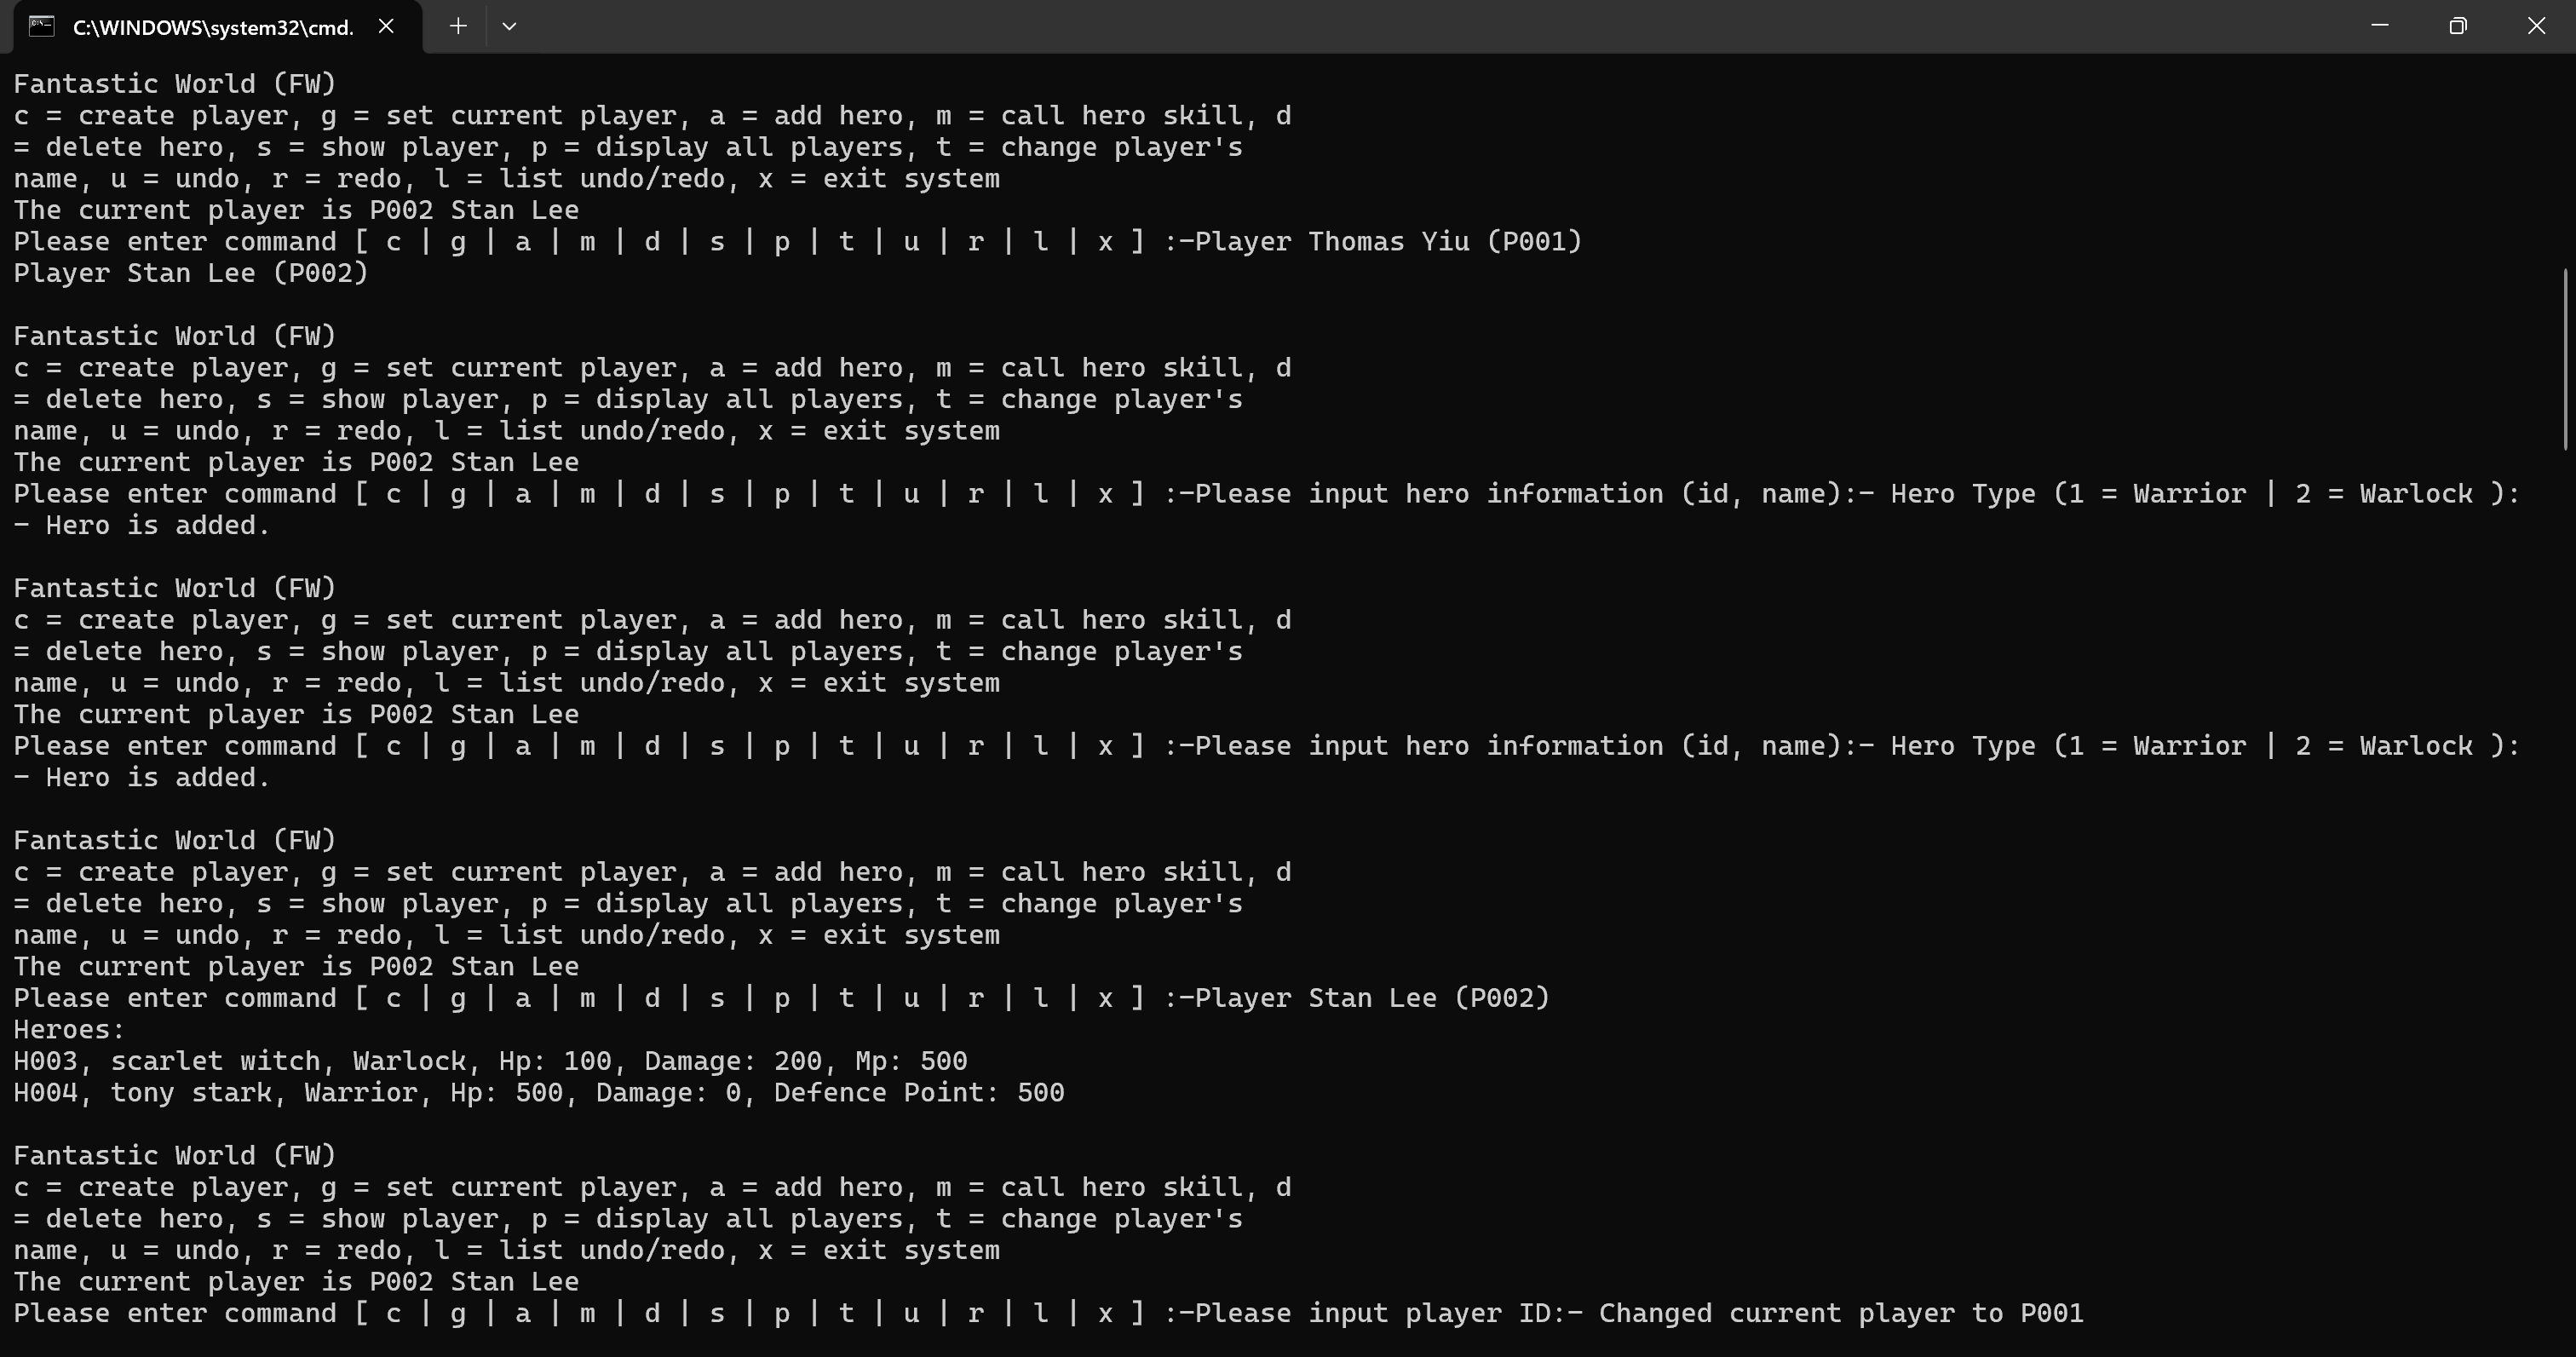 C:\WINDOWS\system32\cmd.
Fantastic World (FW)
c = create player, g = set current player, a = add hero, m = call hero skill, d
= delete hero, s = show player, p = display all players, t = change player's
name, u = undo, r = redo, l = list undo/redo, x = exit system
The current player is P002 Stan Lee
Please enter command [ c | g | a | m | d | s | p | t | u | r | l | x ] :-Player Thomas Yiu (P001)
Player Stan Lee (P002)

Fantastic World (FW)
c = create player, g = set current player, a = add hero, m = call hero skill, d
= delete hero, s = show player, p = display all players, t = change player's
name, u = undo, r = redo, l = list undo/redo, x = exit system
The current player is P002 Stan Lee
Please enter command [ c | g | a | m | d | s | p | t | u | r | l | x ] :-Please input hero information (id, name):- Hero Type (1 = Warrior | 2 = Warlock ):
- Hero is added.

Fantastic World (FW)
c = create player, g = set current player, a = add hero, m = call hero skill, d
= delete hero, s = show player, p = display all players, t = change player's
name, u = undo, r = redo, l = list undo/redo, x = exit system
The current player is P002 Stan Lee
Please enter command [ c | g | a | m | d | s | p | t | u | r | l | x ] :-Please input hero information (id, name):- Hero Type (1 = Warrior | 2 = Warlock ):
- Hero is added.

Fantastic World (FW)
c = create player, g = set current player, a = add hero, m = call hero skill, d
= delete hero, s = show player, p = display all players, t = change player's
name, u = undo, r = redo, l = list undo/redo, x = exit system
The current player is P002 Stan Lee
Please enter command [ c | g | a | m | d | s | p | t | u | r | l | x ] :-Player Stan Lee (P002)
Heroes:
H003, scarlet witch, Warlock, Hp: 100, Damage: 200, Mp: 500
H004, tony stark, Warrior, Hp: 500, Damage: 0, Defence Point: 500

Fantastic World (FW)
c = create player, g = set current player, a = add hero, m = call hero skill, d
= delete hero, s = show player, p = display all players, t = change player's
name, u = undo, r = redo, l = list undo/redo, x = exit system
The current player is P002 Stan Lee
Please enter command [ c | g | a | m | d | s | p | t | u | r | l | x ] :-Please input player ID:- Changed current player to P001